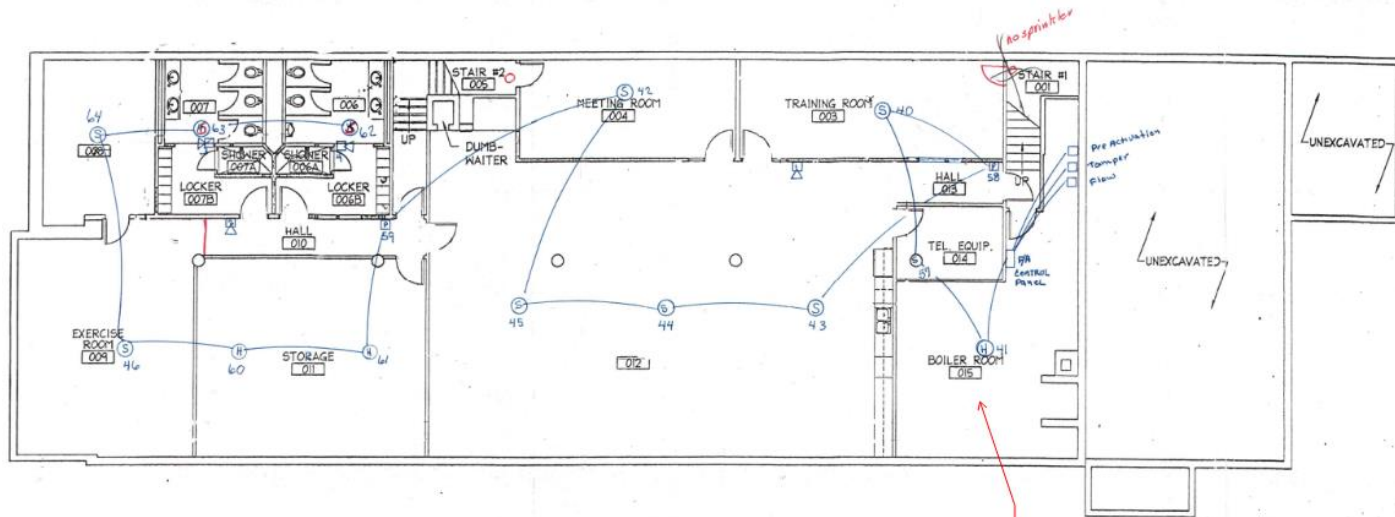 no sprinkler
STAIR #2
005
STAIR #1
001
007
006
42
MEETING ROOM
004
TRAINING ROOM
003
40
64
008
63
62
UP
DUMB-
WAITER
SHOWER
007A
SHOWER
006A
LOCKER
007B
LOCKER
006B
HALL
013
58
UP
Pre Activation
Tamper
Flow
UNEXCAVATED
HALL
010
59
TEL. EQUIP.
014
57
F/A
CONTROL
PANEL
UNEXCAVATED
S
45
S
44
S
43
EXERCISE
ROOM
009
S
46
H
60
STORAGE
011
H
61
012
H
41
BOILER ROOM
015